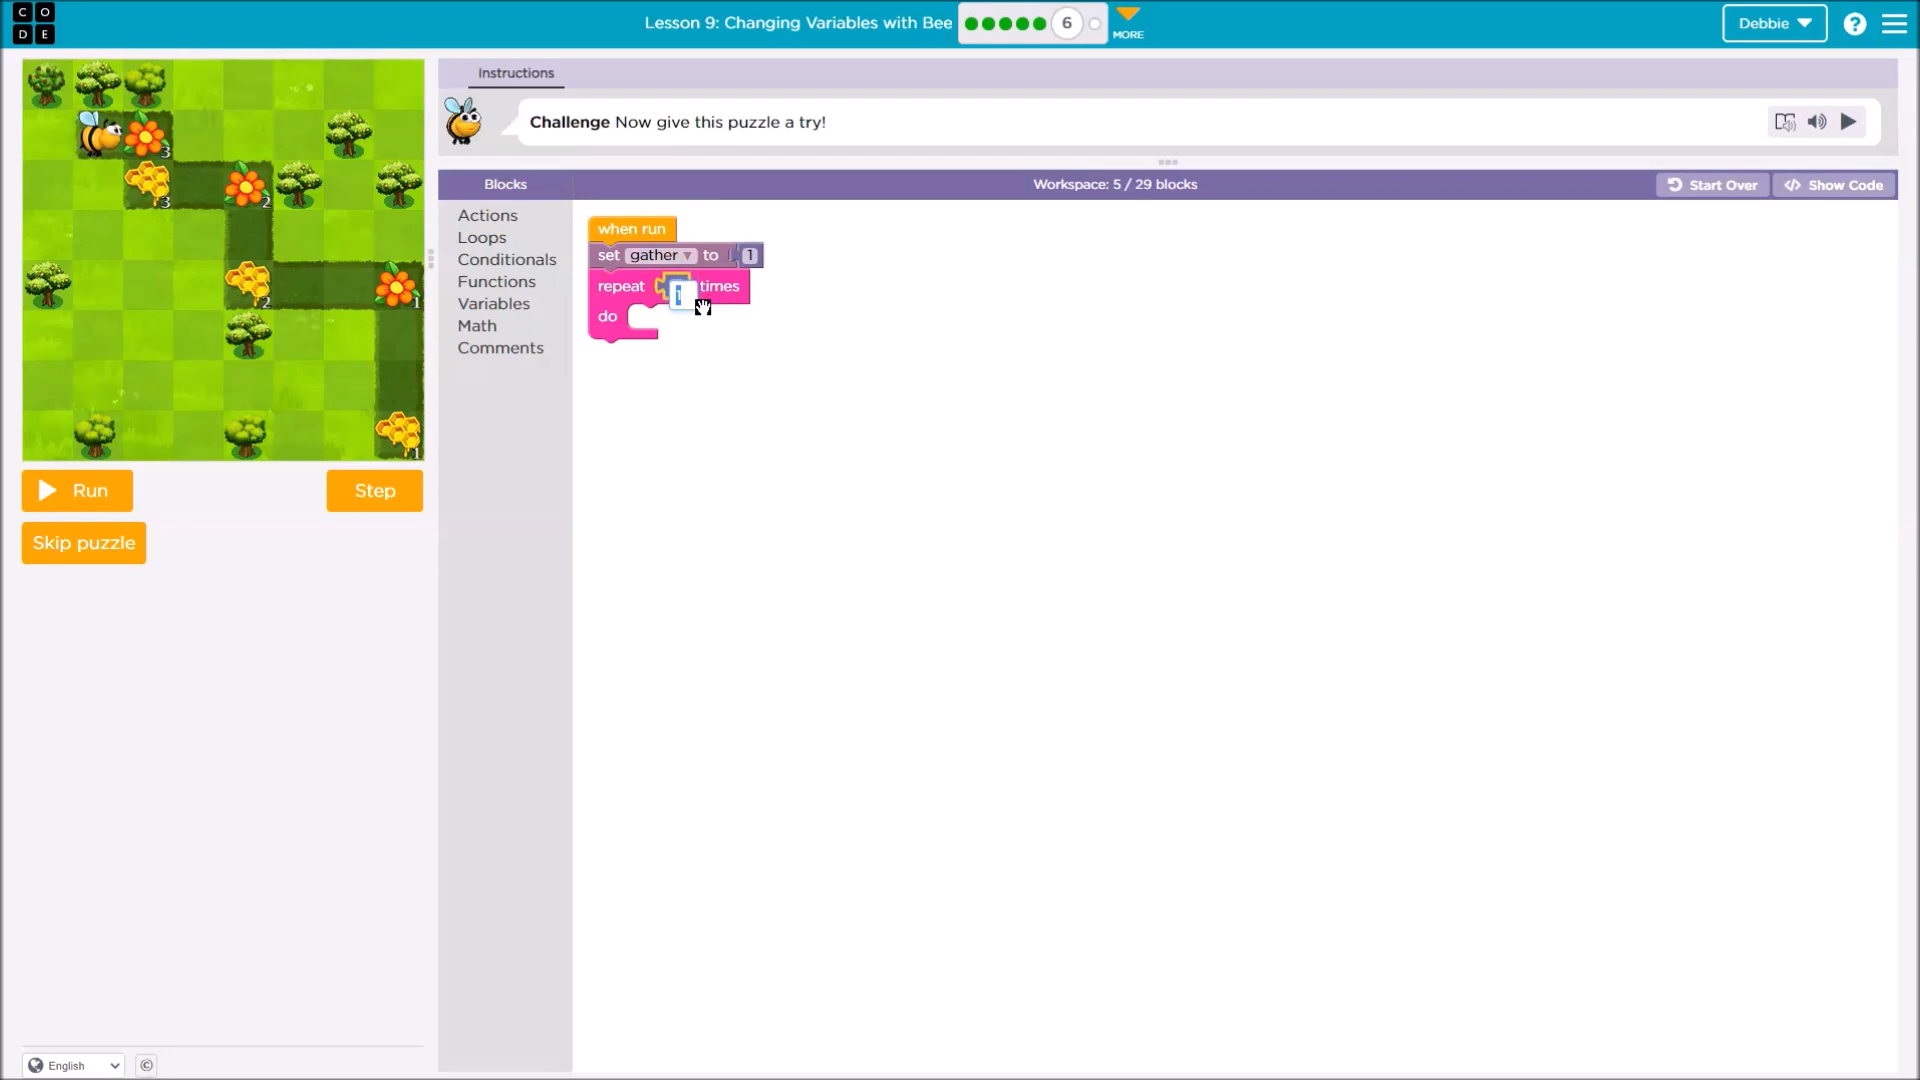 C O
D E
Lesson 9: Changing Variables with Bee
6
MORE
Debbie
?
Instructions
Challenge Now give this puzzle a try!
3
3
2
2
1
1
Blocks
Workspace: 5 / 29 blocks
Start Over
</> Show Code
Actions
Loops
Conditionals
Functions
Variables
Math
Comments
when run
set gather to 1
repeat 1 times
do
Run
Step
Skip puzzle
English
©